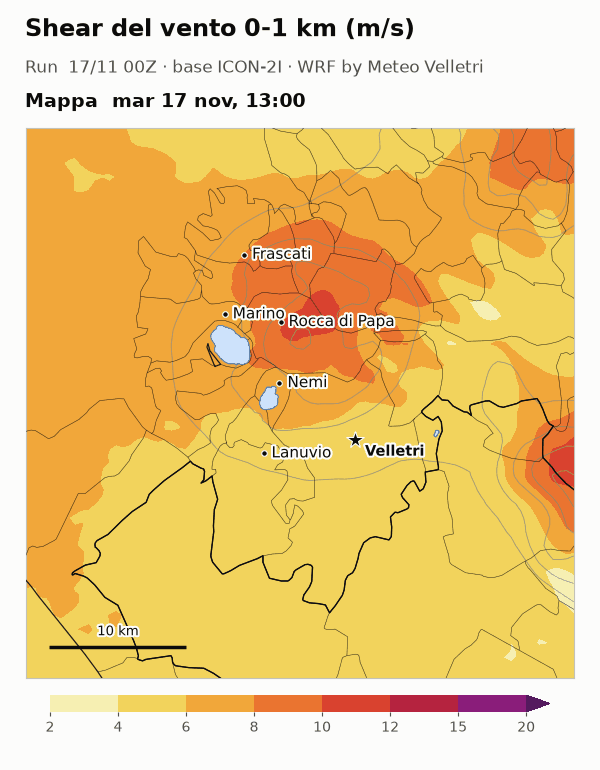 Shear del vento 0-1 km (m/s)
Run 17/11 00Z · base ICON-2I · WRF by Meteo Velletri
Mappa mar 17 nov, 13:00
Frascati
Marino
Rocca di Papa
Nemi
Velletri
Lanuvio
10 km
2 4 6 8 10 12 15 20